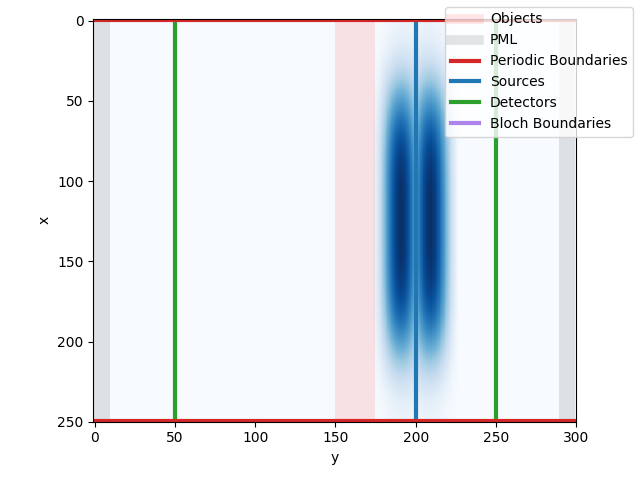 Objects
PML
Periodic Boundaries
Sources
Detectors
Bloch Boundaries
0
50
100
150
200
250
x
0
50
100
150
200
250
300
y